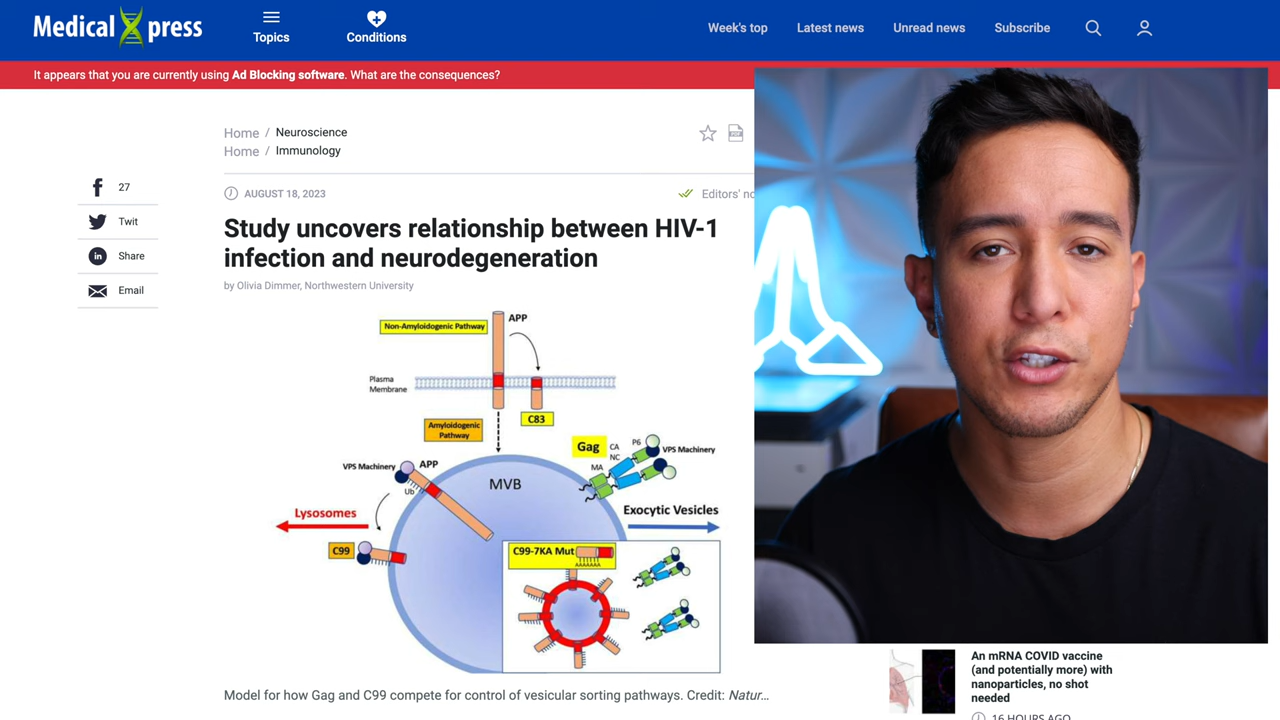 Medical Xpress
Topics
Conditions
Week's top
Latest news
Unread news
Subscribe
It appears that you are currently using Ad Blocking software. What are the consequences?
Home / Neuroscience
Home / Immunology
AUGUST 18, 2023
Editors' no
27
Twit
Share
Email
Study uncovers relationship between HIV-1
infection and neurodegeneration
by Olivia Dimmer, Northwestern University
Non-Amyloidogenic Pathway
APP
Plasma
Membrane
C83
Amyloidogenic
Pathway
Gag
CA
NC
P6
VPS Machinery
MA
VPS Machinery
APP
Ub
MVB
Lysosomes
Exocytic Vesicles
C99
C99-7KA Mut
AAAAAAA
Model for how Gag and C99 compete for control of vesicular sorting pathways. Credit: Natur...
An mRNA COVID vaccine
(and potentially more) with
nanoparticles, no shot
needed
16 HOURS AGO